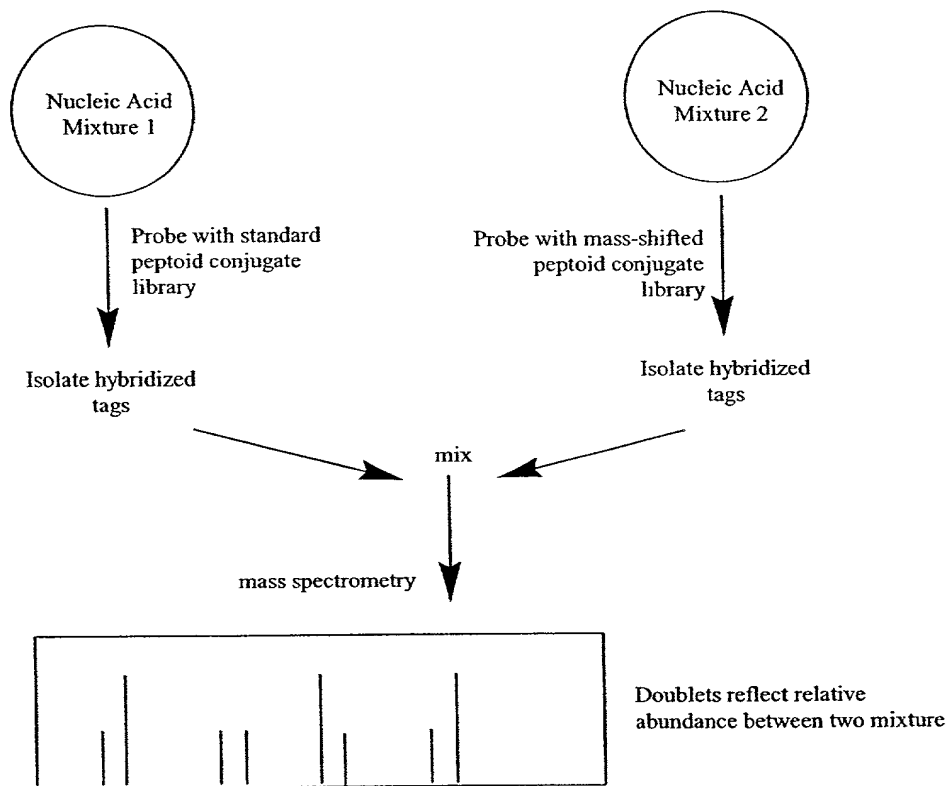 Nucleic Acid
Mixture 1
Nucleic Acid
Mixture 2
Probe with standard
peptoid conjugate
library
Probe with mass-shifted
peptoid conjugate
library
Isolate hybridized
tags
Isolate hybridized
tags
mix
mass spectrometry
Doublets reflect relative
abundance between two mixture